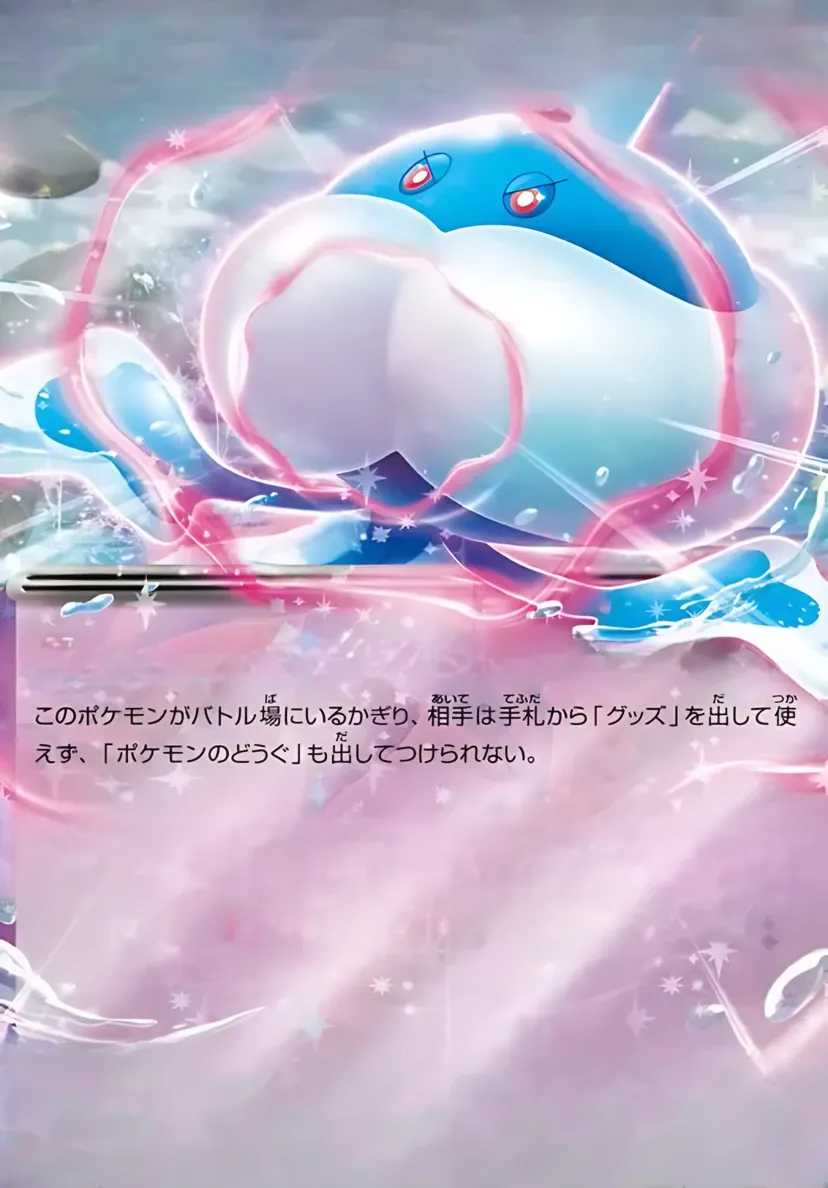 このポケモンがバトル場にいるかぎり、相手は手札から「グッズ」を出して使
えず、「ポケモンのどうぐ」も出してつけられない。